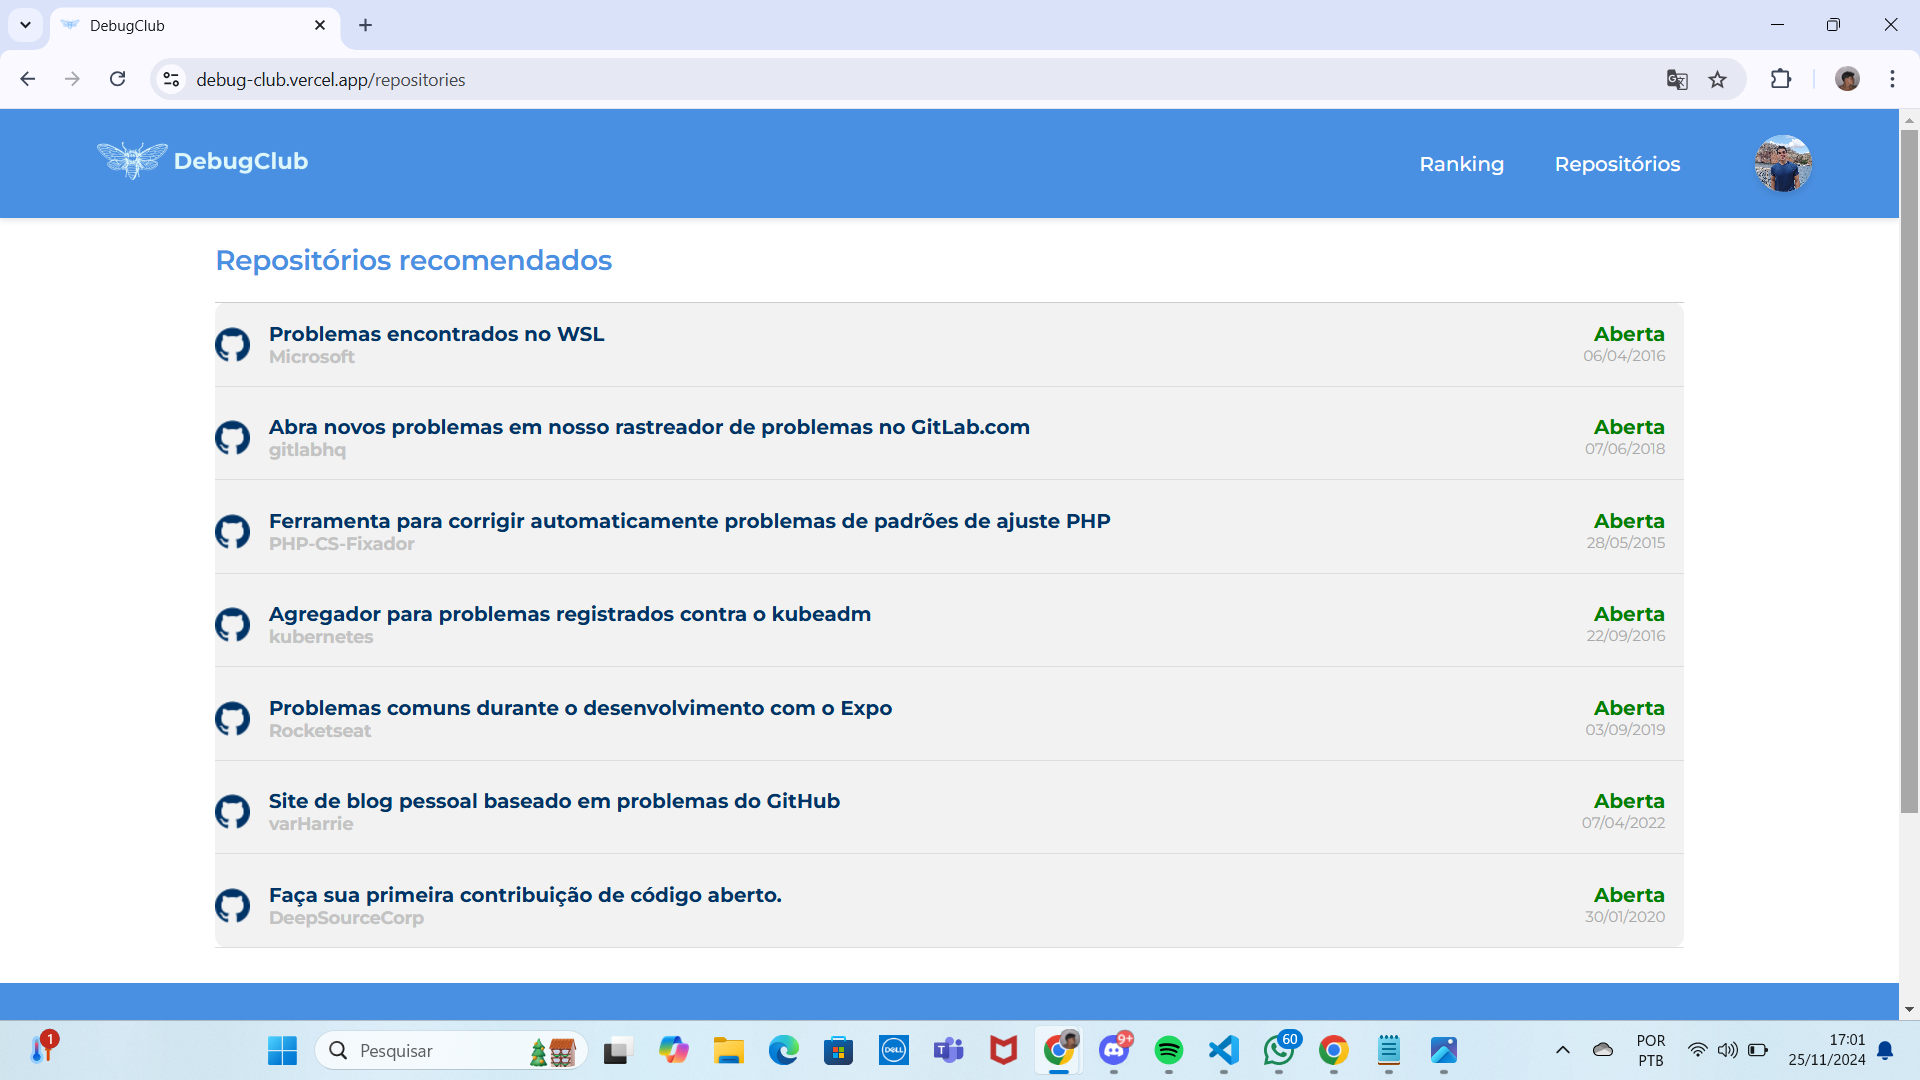 DebugClub
debug-club.vercel.app/repositories
DebugClub
Ranking
Repositórios
Repositórios recomendados
Problemas encontrados no WSL
Aberta
Microsoft
06/04/2016
Abra novos problemas em nosso rastreador de problemas no GitLab.com
Aberta
gitlabhq
07/06/2018
Ferramenta para corrigir automaticamente problemas de padrões de ajuste PHP
Aberta
PHP-CS-Fixador
28/05/2015
Agregador para problemas registrados contra o kubeadm
Aberta
kubernetes
22/09/2016
Problemas comuns durante o desenvolvimento com o Expo
Aberta
Rocketseat
03/09/2019
Site de blog pessoal baseado em problemas do GitHub
Aberta
varHarrie
07/04/2022
Faça sua primeira contribuição de código aberto.
Aberta
DeepSourceCorp
30/01/2020
1
Pesquisar
DELL
9+
60
POR
PTB
17:01
25/11/2024